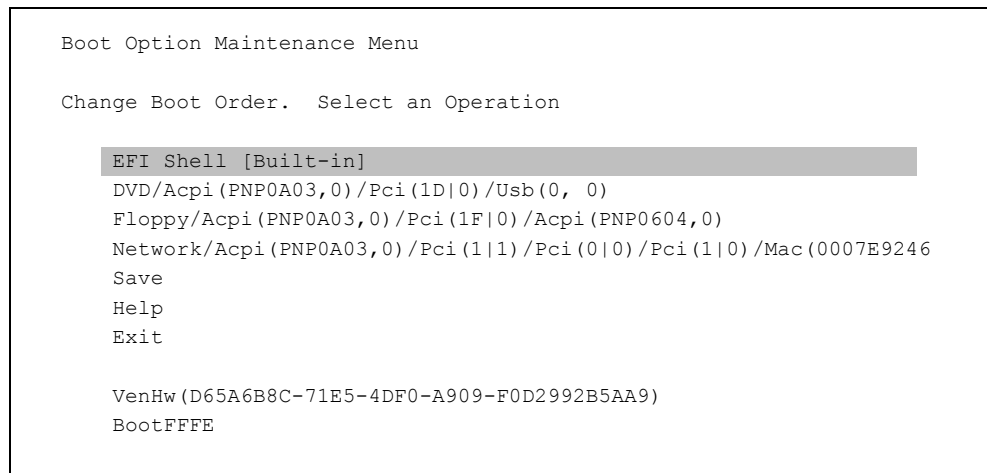 Boot Option Maintenance Menu
Change Boot Order.  Select an Operation
EFI Shell [Built-in]
DVD/Acpi(PNP0A03,0)/Pci(1D|0)/Usb(0, 0)
Floppy/Acpi(PNP0A03,0)/Pci(1F|0)/Acpi(PNP0604,0)
Network/Acpi(PNP0A03,0)/Pci(1|1)/Pci(0|0)/Pci(1|0)/Mac(0007E9246
Save
Help
Exit
VenHw(D65A6B8C-71E5-4DF0-A909-F0D2992B5AA9)
BootFFFE